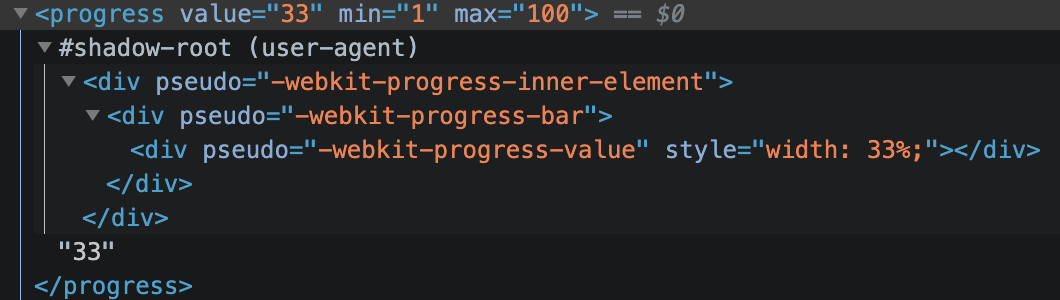 <progress value="33" min="1" max="100"> == $0
#shadow-root (user-agent)
<div pseudo="-webkit-progress-inner-element">
<div pseudo="-webkit-progress-bar">
<div pseudo="-webkit-progress-value" style="width: 33%;"></div>
</div>
</div>
"33"
</progress>